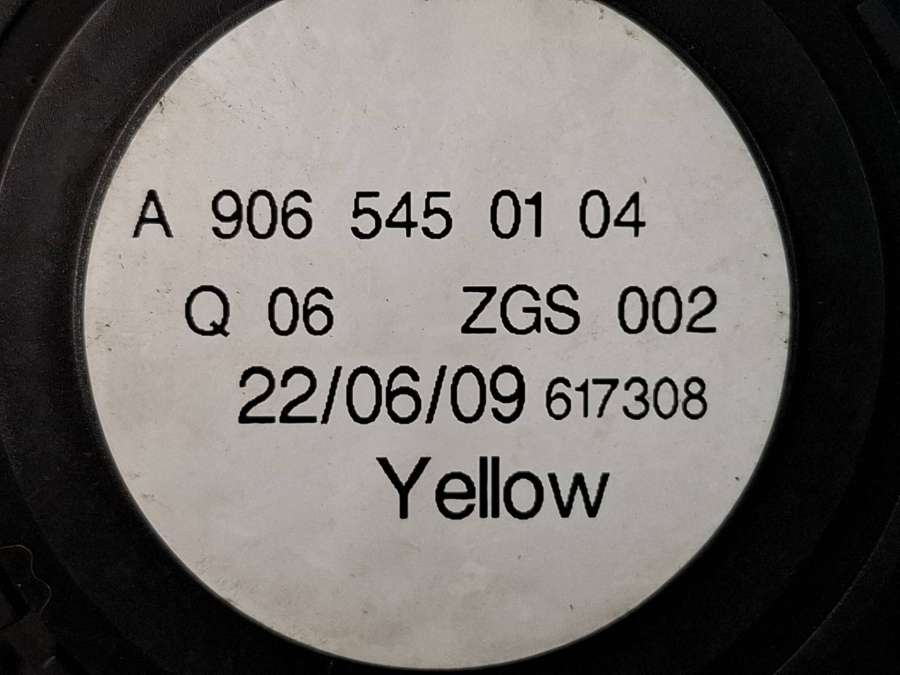 A 906 545 01 04
Q 06 ZGS 002
22/06/09 617308
Yellow